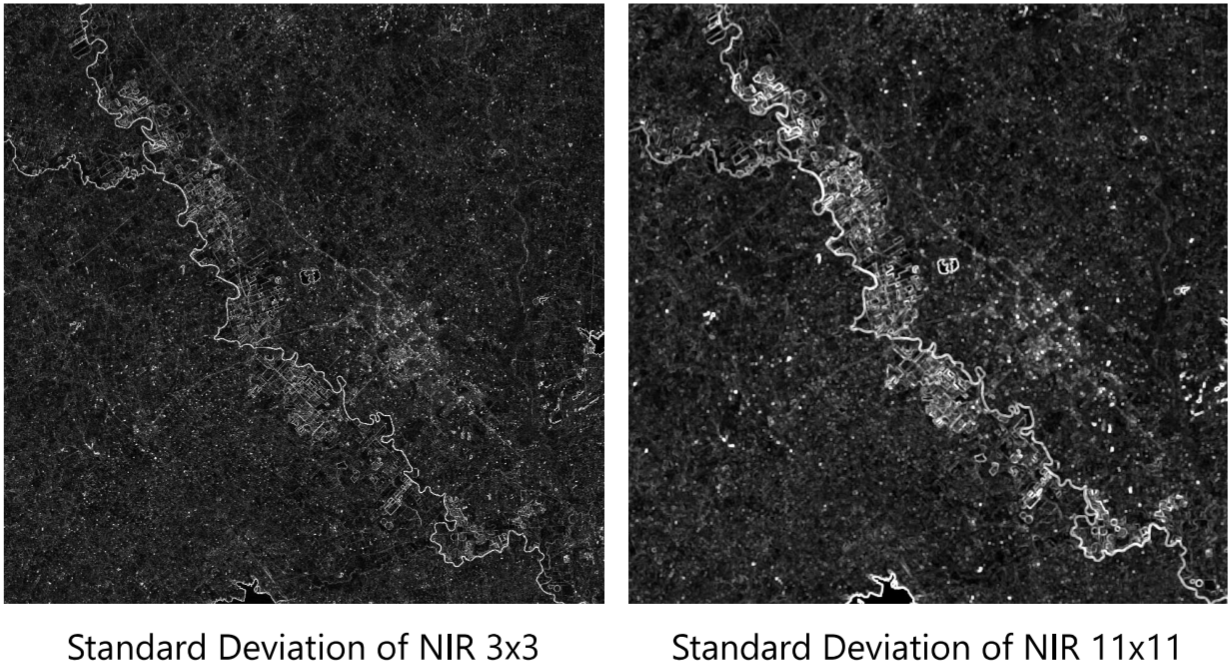 Standard Deviation of NIR 3x3
Standard Deviation of NIR 11x11